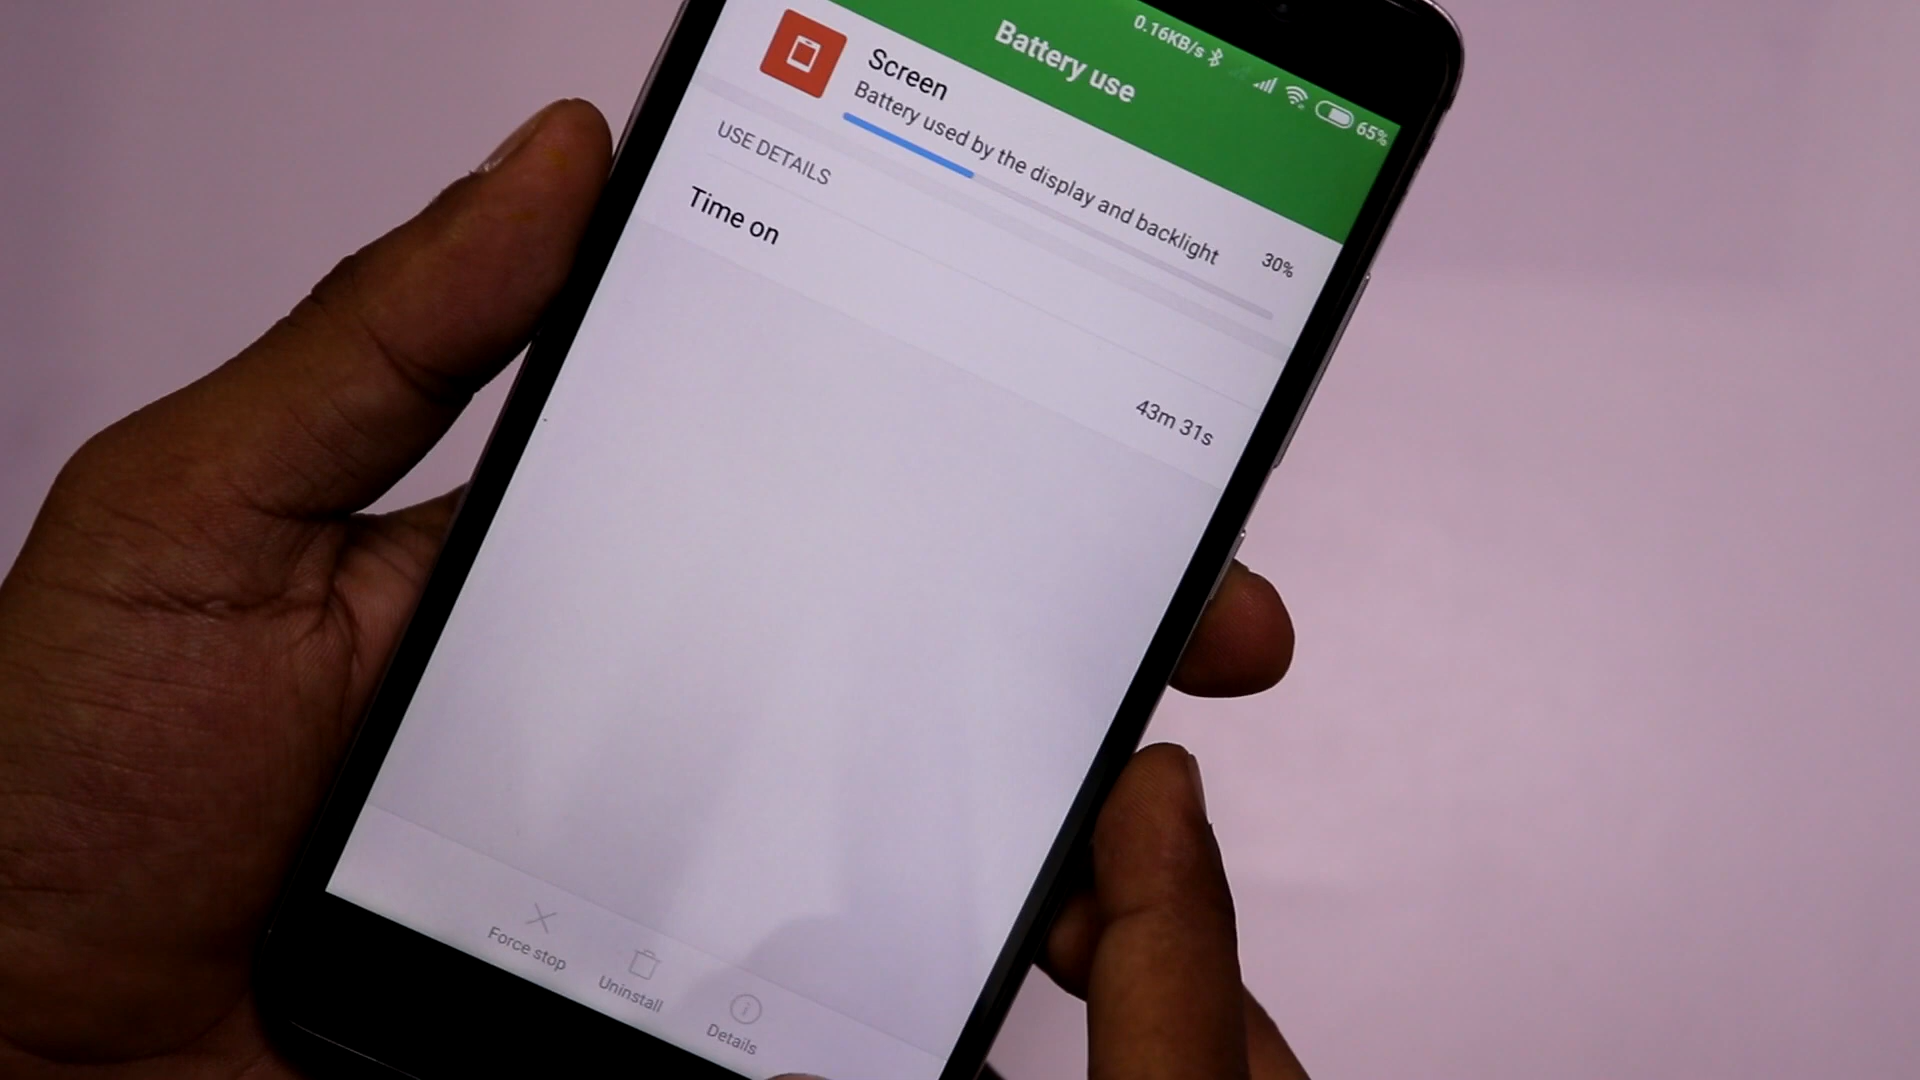 0.16KB/s
65%
Battery use
Screen
Battery used by the display and backlight
30%
USE DETAILS
Time on
43m 31s
Force stop
Uninstall
Details